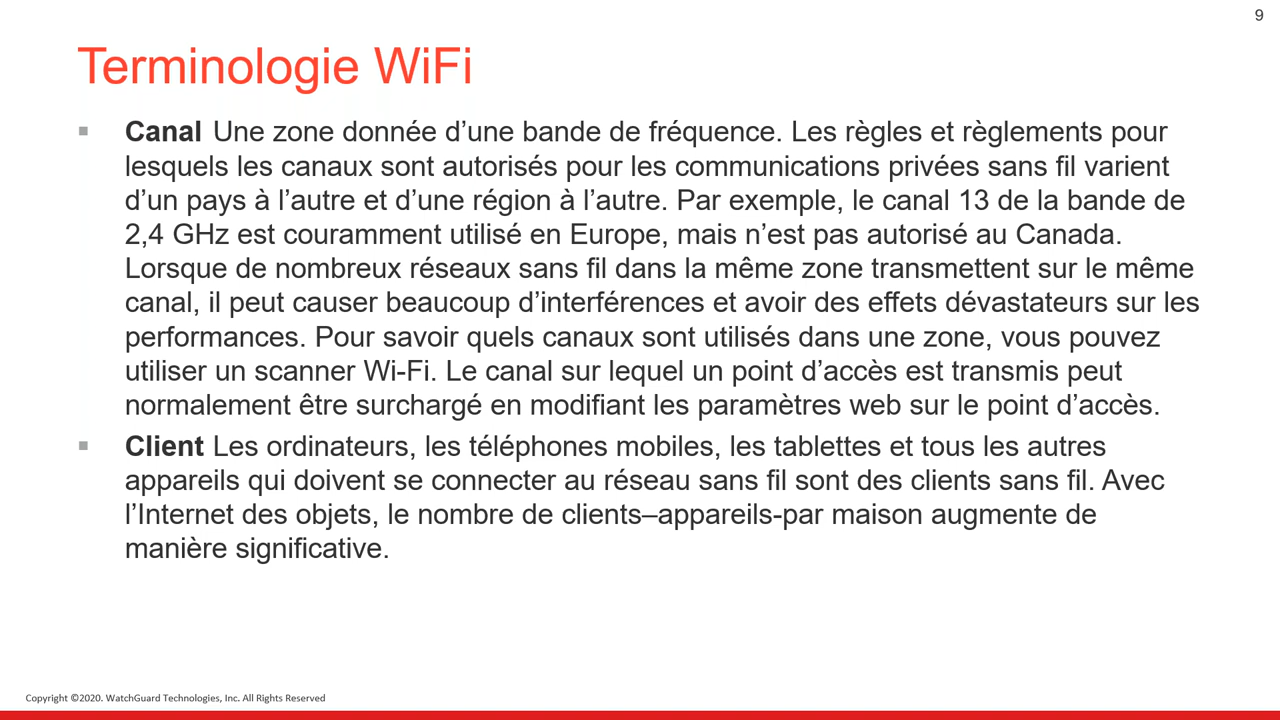 9
Terminologie WiFi
▪ Canal Une zone donnée d’une bande de fréquence. Les règles et règlements pour
lesquels les canaux sont autorisés pour les communications privées sans fil varient
d’un pays à l’autre et d’une région à l’autre. Par exemple, le canal 13 de la bande de
2,4 GHz est couramment utilisé en Europe, mais n’est pas autorisé au Canada.
Lorsque de nombreux réseaux sans fil dans la même zone transmettent sur le même
canal, il peut causer beaucoup d’interférences et avoir des effets dévastateurs sur les
performances. Pour savoir quels canaux sont utilisés dans une zone, vous pouvez
utiliser un scanner Wi-Fi. Le canal sur lequel un point d’accès est transmis peut
normalement être surchargé en modifiant les paramètres web sur le point d’accès.
▪ Client Les ordinateurs, les téléphones mobiles, les tablettes et tous les autres
appareils qui doivent se connecter au réseau sans fil sont des clients sans fil. Avec
l’Internet des objets, le nombre de clients–appareils-par maison augmente de
manière significative.
Copyright ©2020. WatchGuard Technologies, Inc. All Rights Reserved